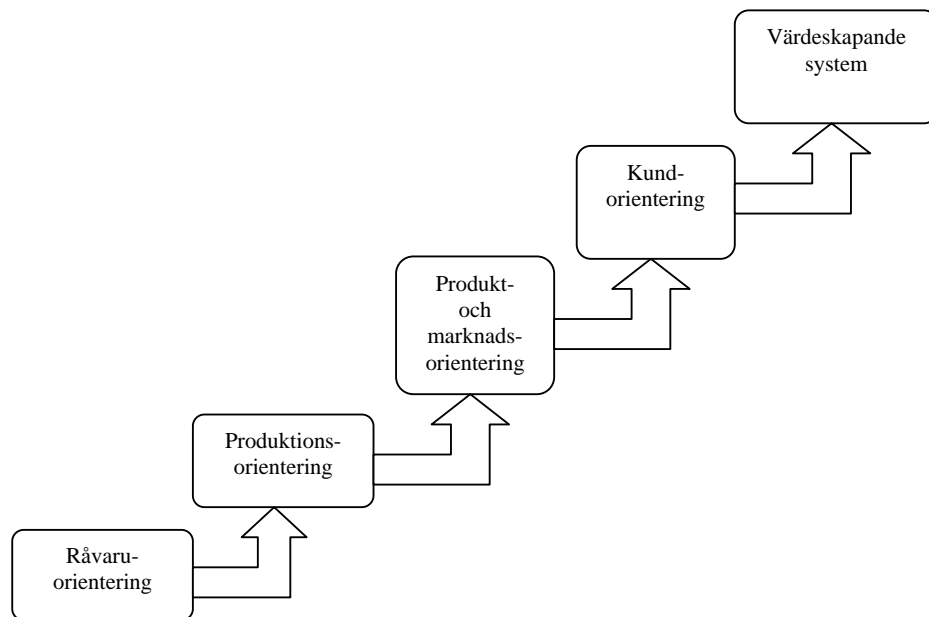 Värdeskapande
system
Kund-
orientering
Produkt-
och
marknads-
orientering
Produktions-
orientering
Råvaru-
orientering